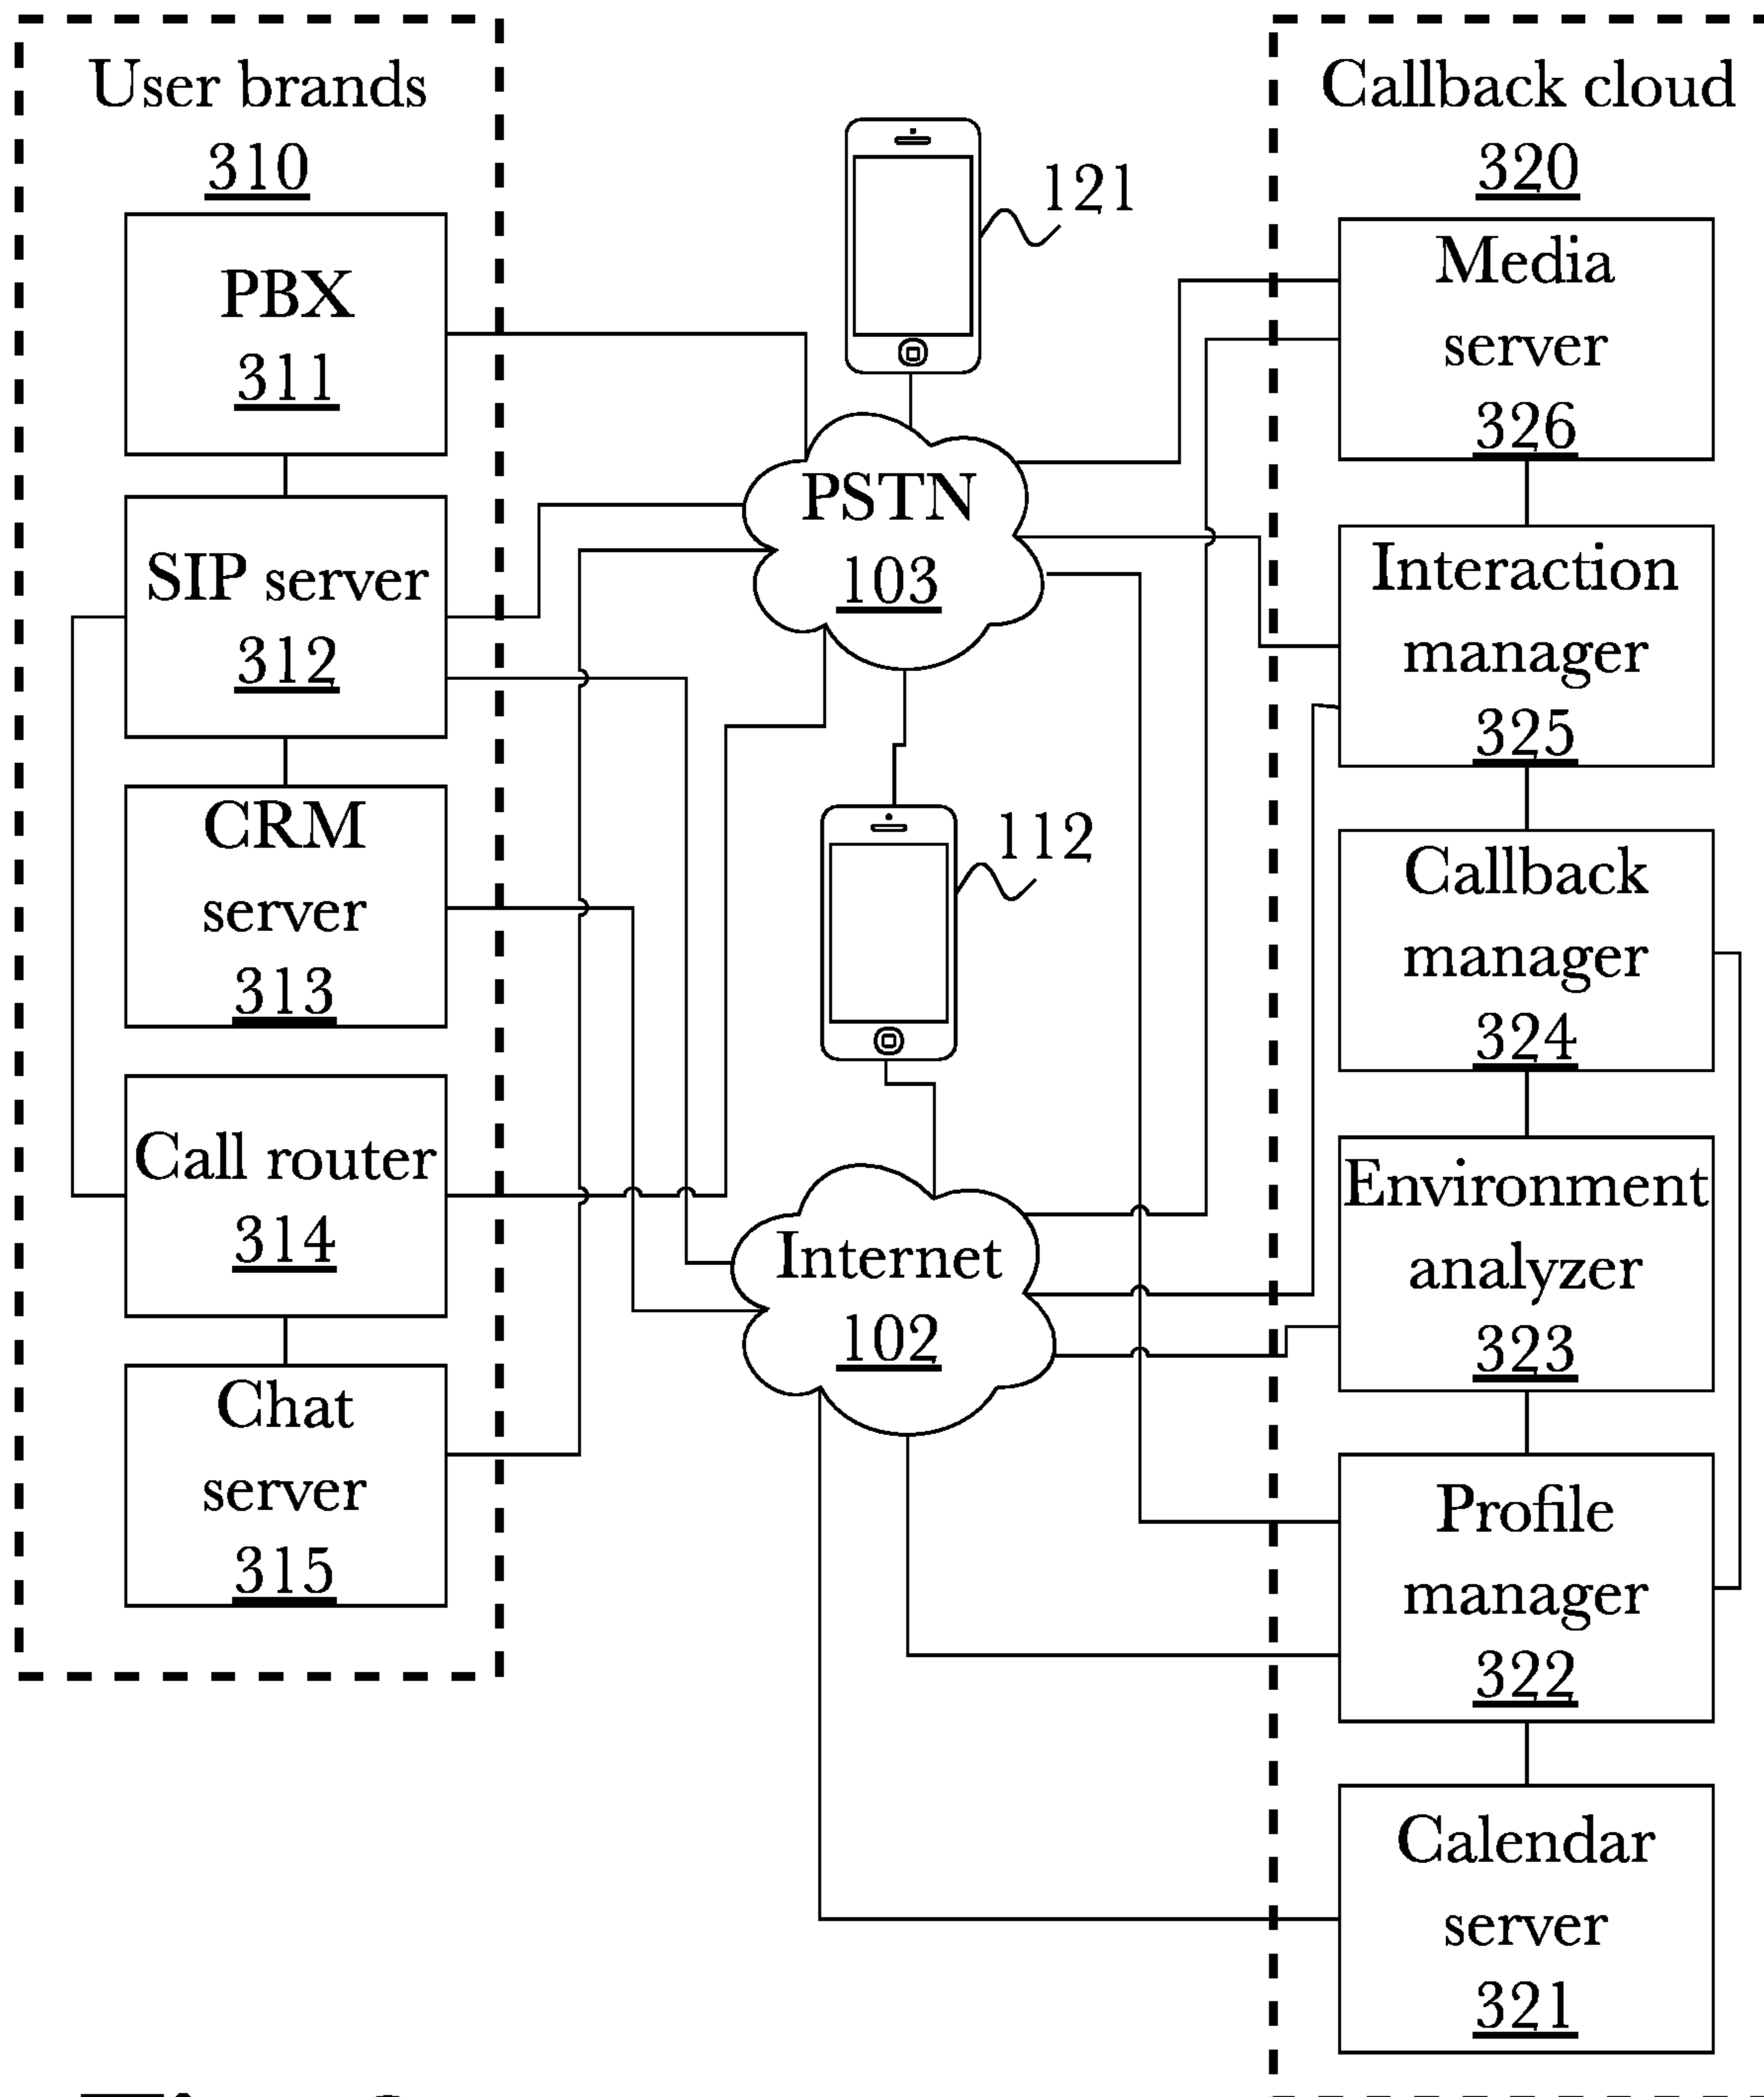 User brands
310
PBX
311
SIP server
312
CRM
server
313
Call router
314
Chat
server
315
121
PSTN
103
112
Internet
102
Callback cloud
320
Media
server
326
Interaction
manager
325
Callback
manager
324
Environment
analyzer
323
Profile
manager
322
Calendar
server
321